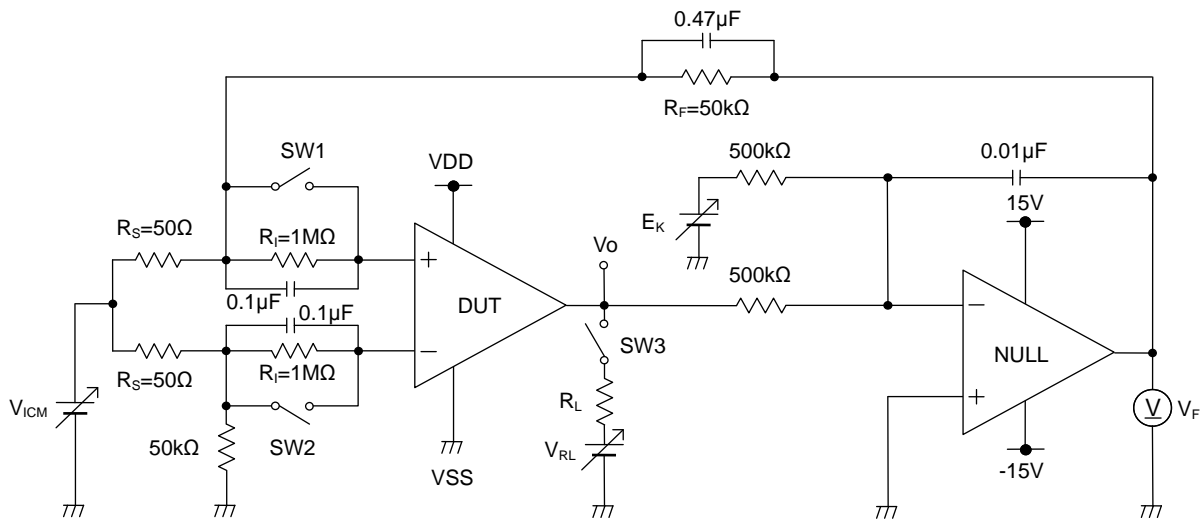 0.47µF
RF=50kΩ
SW1
VDD
500kΩ
0.01µF
15V
EK
RS=50Ω
RI=1MΩ
Vo
+
0.1µF
500kΩ
DUT
−
0.1µF
NULL
SW3
RS=50Ω
RI=1MΩ
−
+
VICM
SW2
RL
V
VF
50kΩ
VRL
VSS
-15V